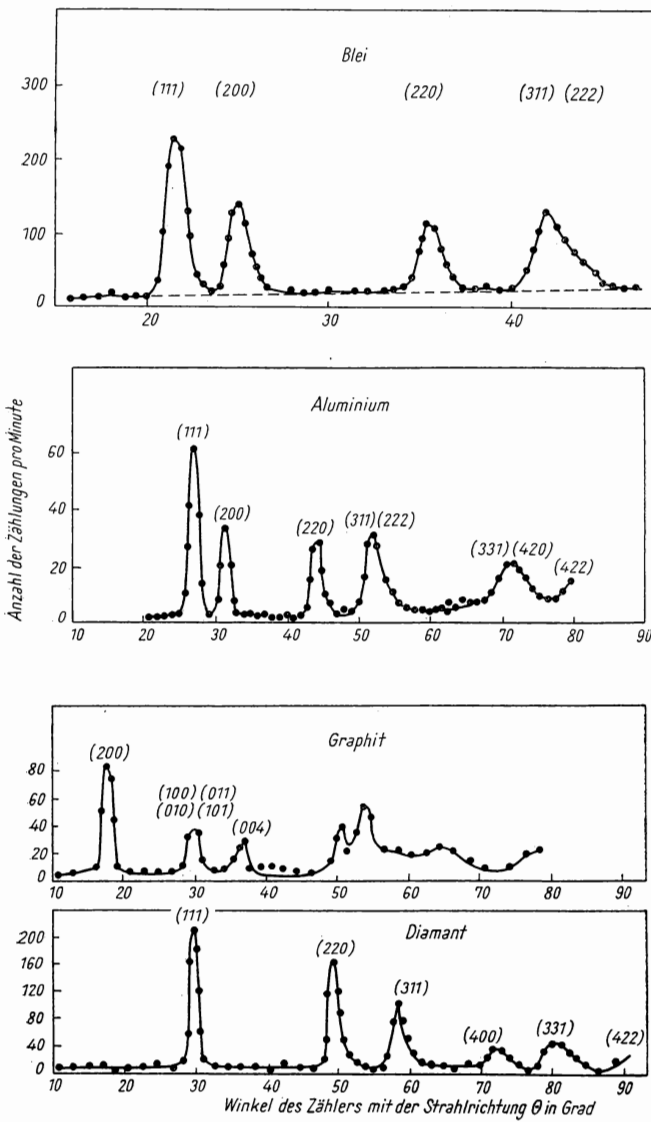 Blei
300
(111) (200) (220) (311) (222)
200
100
0
20 30 40
Anzahl der Zählungen pro Minute
Aluminium
(111)
60
(200)
40
(220) (311)(222)
(331)(420)
20
(422)
0
10 20 30 40 50 60 70 80 90
Graphit
(200)
80
(100) (011)
60
(010) (101)
(004)
40
20
0
10 20 30 40 50 60 70 80 90
(111)
Diamant
200
(220)
160
(311)
120
80
(400) (331) (422)
40
0
10 20 30 40 50 60 70 80 90
Winkel des Zählers mit der Strahlrichtung Θ in Grad